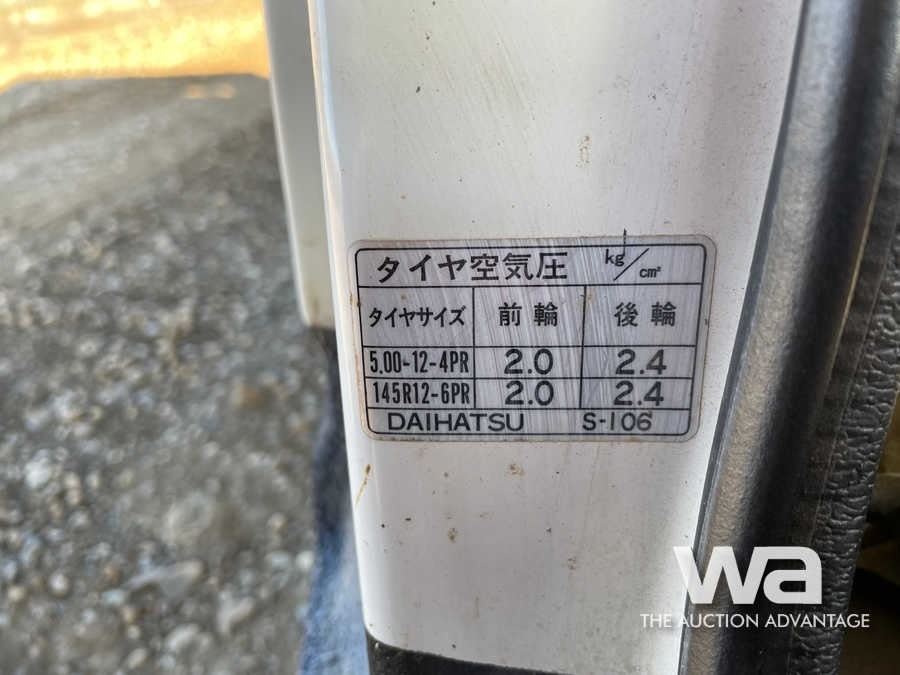 タイヤ空気圧 kg/cm²
タイヤサイズ 前輪 後輪
5.00-12-4PR 2.0 2.4
145R12-6PR 2.0 2.4
DAIHATSU S-106
wa
THE AUCTION ADVANTAGE